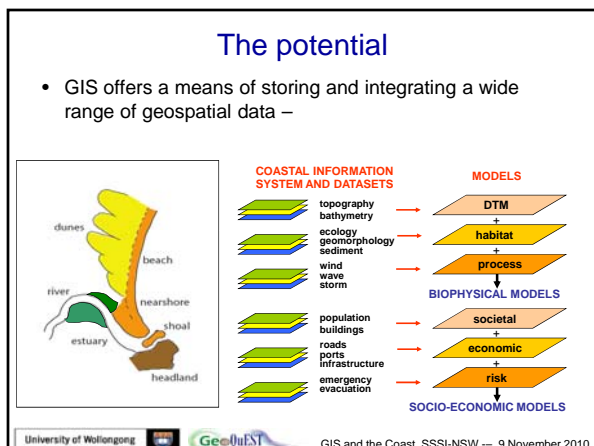 The potential
• GIS offers a means of storing and integrating a wide
range of geospatial data –
dunes
beach
river
nearshore
shoal
estuary
headland
COASTAL INFORMATION
SYSTEM AND DATASETS
MODELS
topography
bathymetry
DTM
+
ecology
geomorphology
sediment
habitat
+
wind
wave
storm
process
BIOPHYSICAL MODELS
population
buildings
societal
+
roads
ports
infrastructure
economic
+
emergency
evacuation
risk
SOCIO-ECONOMIC MODELS
University of Wollongong
GeoQuEST
GIS and the Coast, SSSI-NSW --- 9 November 2010